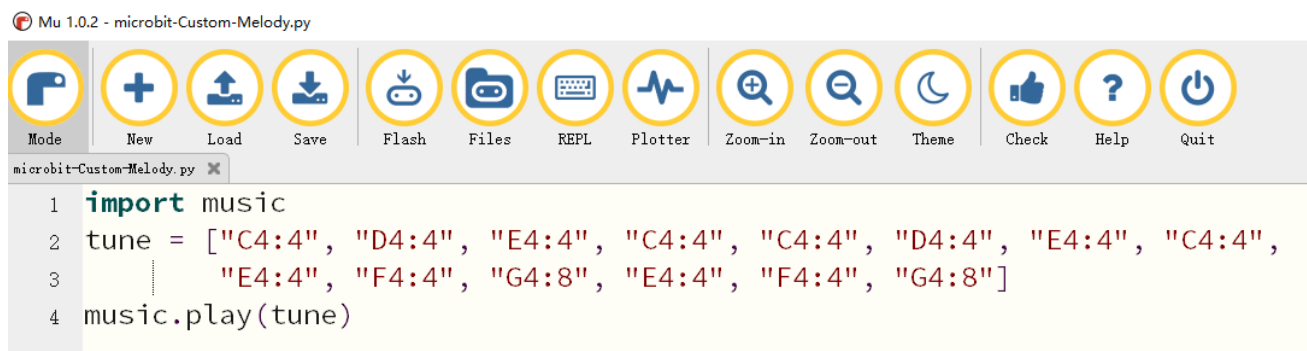 Mu 1.0.2 - microbit-Custom-Melody.py
Mode New Load Save Flash Files REPL Plotter Zoom-in Zoom-out Theme Check Help Quit
microbit-Custom-Melody.py
1 import music
2 tune = ["C4:4", "D4:4", "E4:4", "C4:4", "C4:4", "D4:4", "E4:4", "C4:4",
3 "E4:4", "F4:4", "G4:8", "E4:4", "F4:4", "G4:8"]
4 music.play(tune)